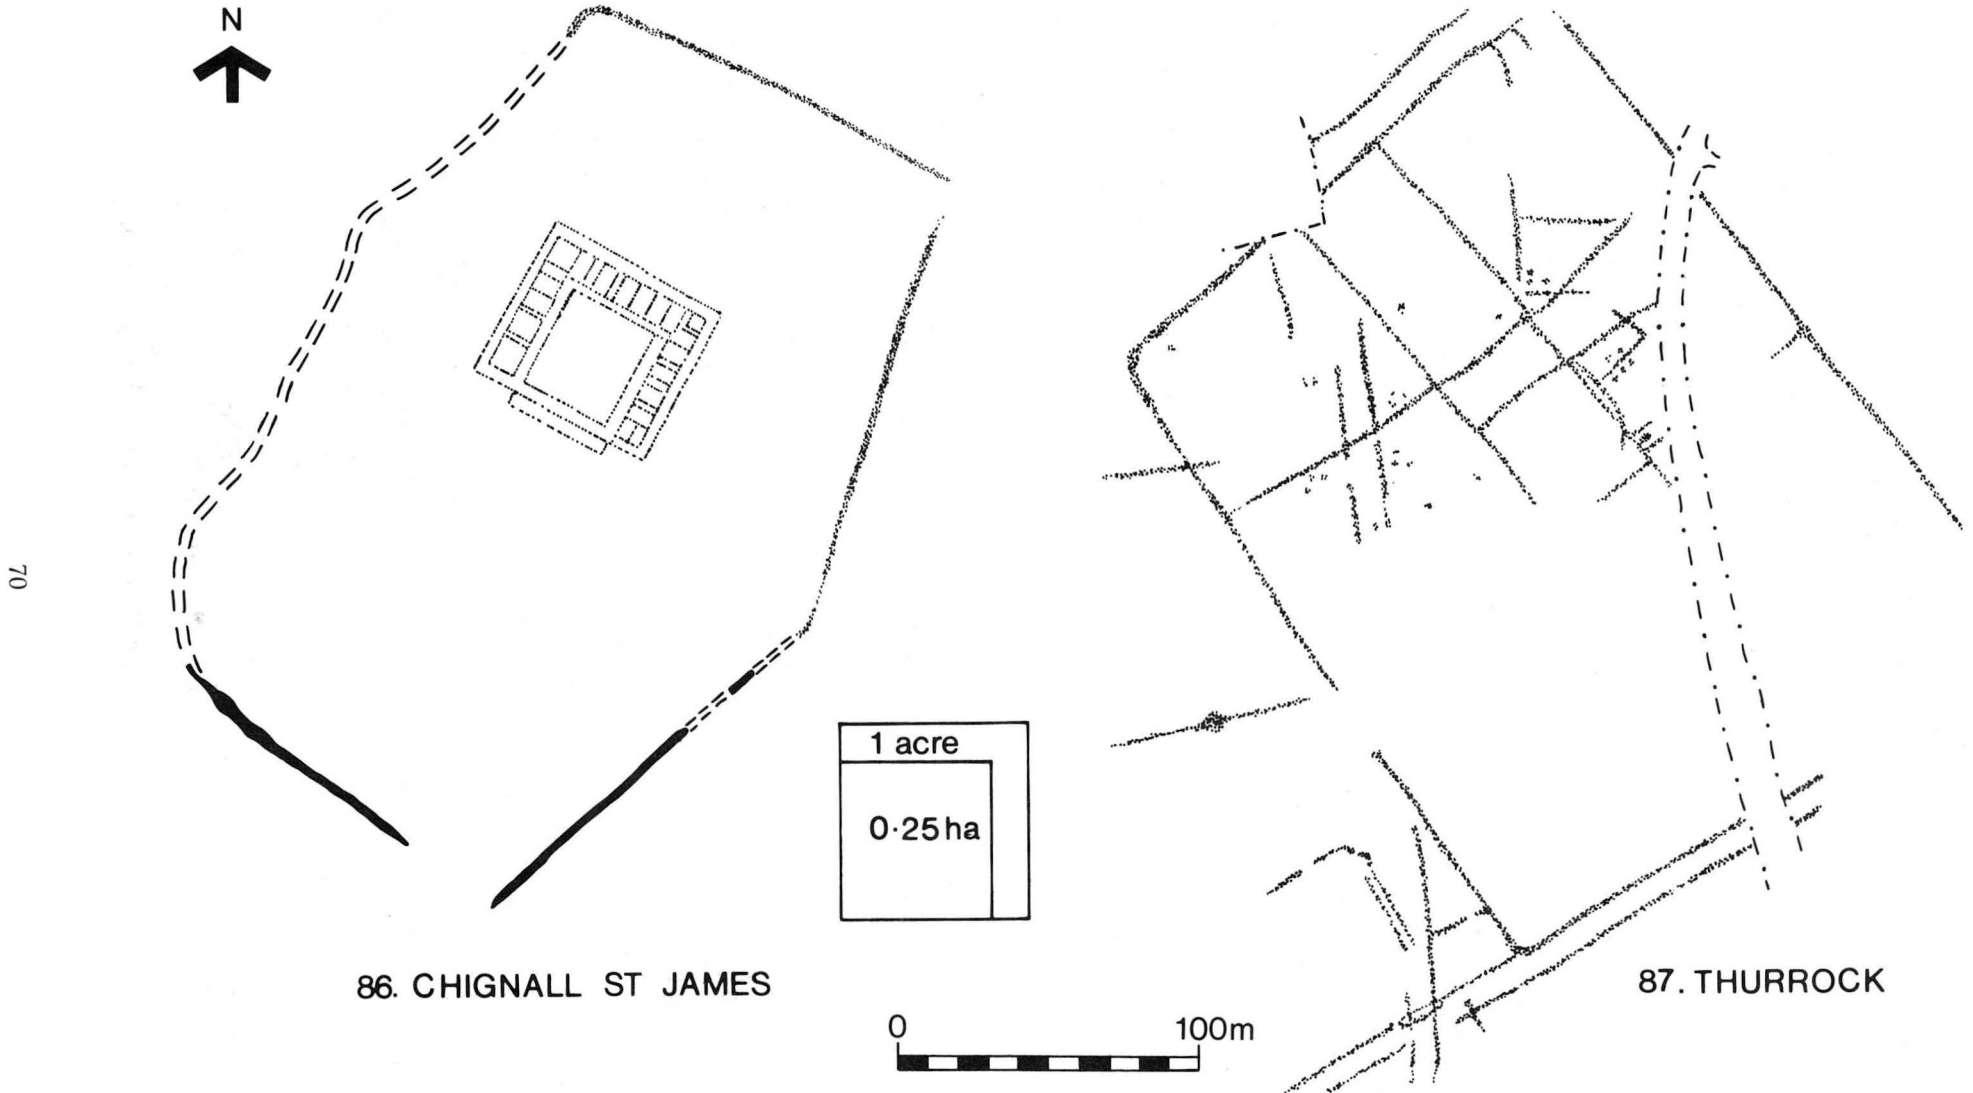 N
70
1 acre
0·25 ha
86. CHIGNALL ST JAMES
87. THURROCK
0 100m